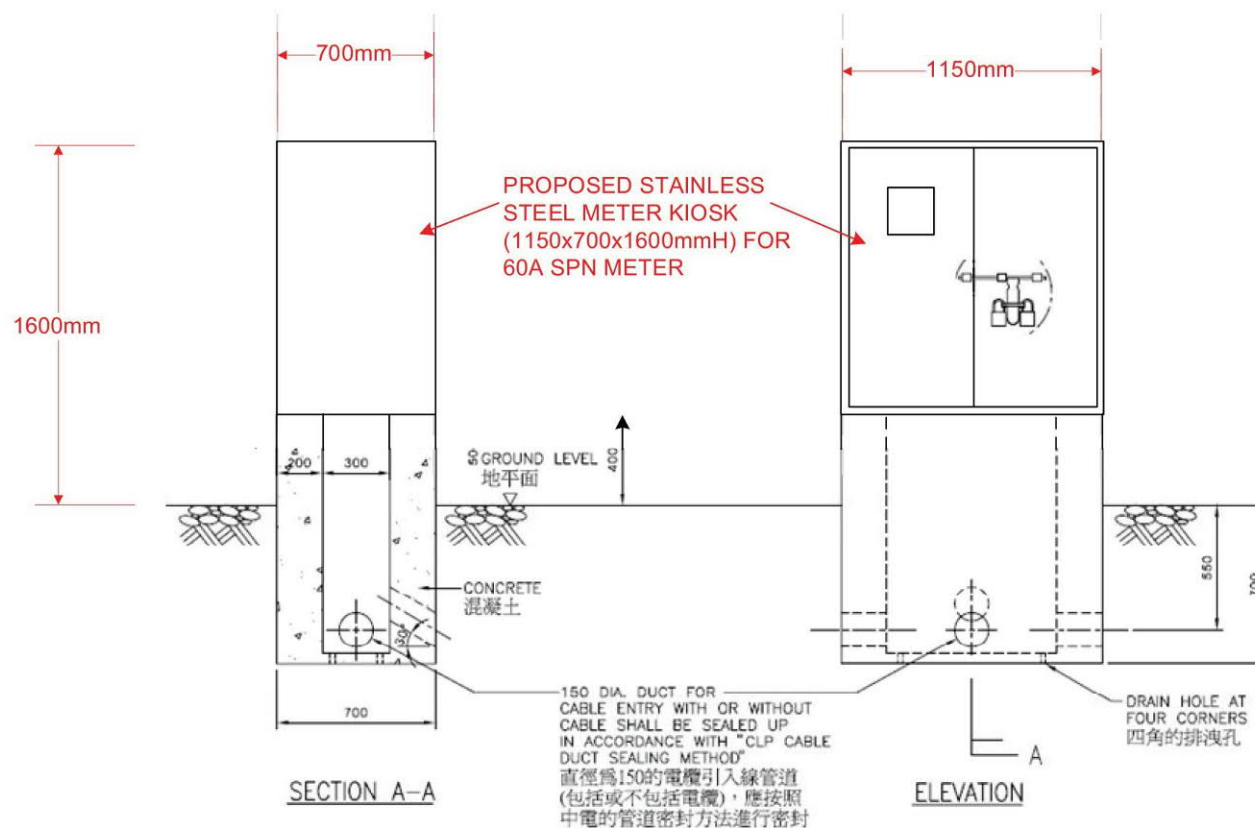 700mm
1150mm
PROPOSED STAINLESS
STEEL METER KIOSK
(1150x700x1600mmH) FOR
60A SPN METER
1600mm
200
300
50
GROUND LEVEL
地平面
400
CONCRETE
混凝土
30°
550
700
700
150 DIA. DUCT FOR
CABLE ENTRY WITH OR WITHOUT
CABLE SHALL BE SEALED UP
IN ACCORDANCE WITH "CLP CABLE
DUCT SEALING METHOD"
直徑爲150的電纜引入線管道
(包括或不包括電纜)，應按照
中電的管道密封方法進行密封
DRAIN HOLE AT
FOUR CORNERS
四角的排洩孔
A
SECTION A-A
ELEVATION